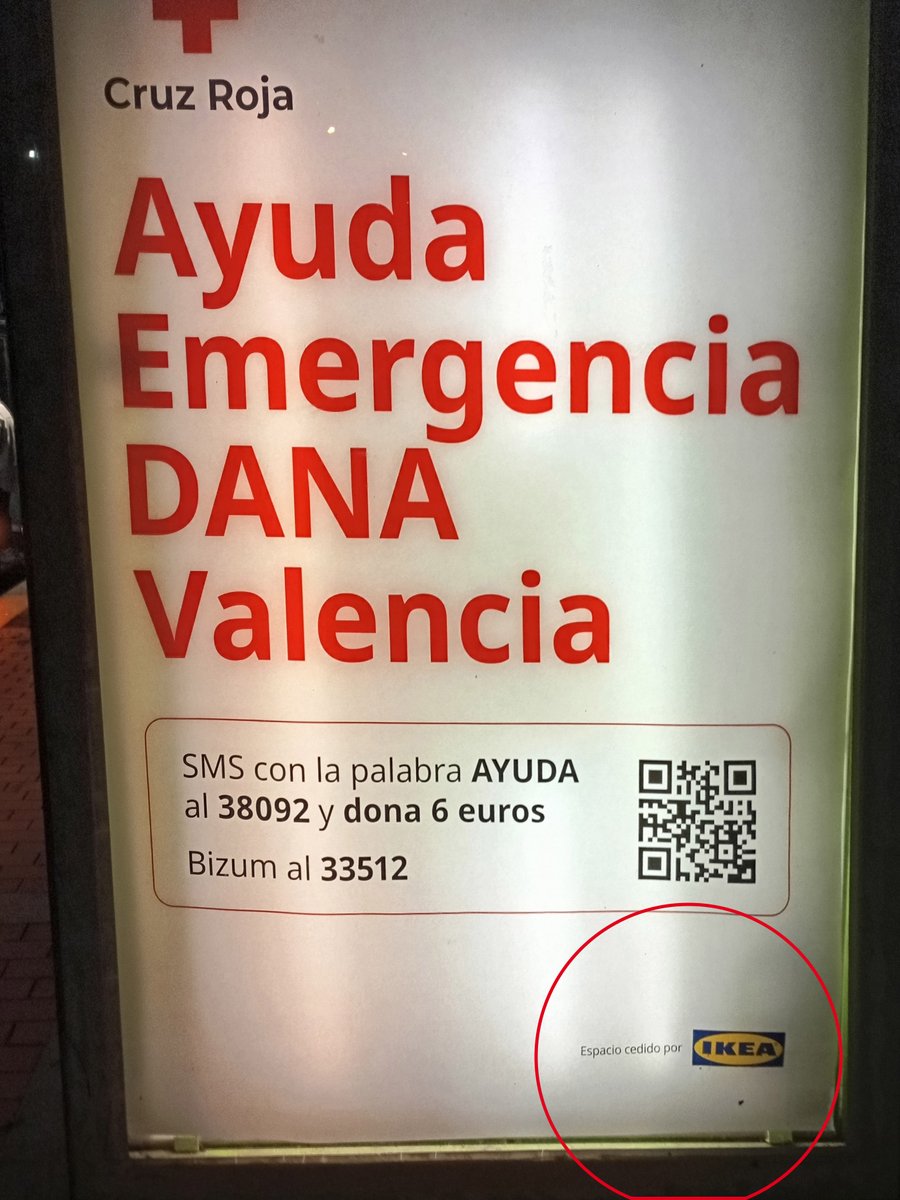 Cruz Roja
Ayuda
Emergencia
DANA
Valencia
SMS con la palabra AYUDA
al 38092 y dona 6 euros
Bizum al 33512
Espacio cedido por IKEA